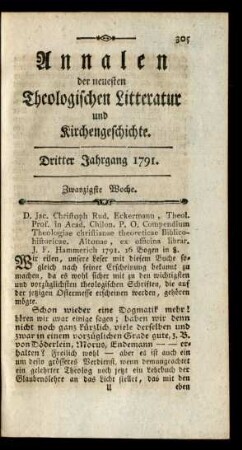 305
Annalen
der neuesten
Theologischen Litteratur
und
Kirchengeschichte.
Dritter Jahrgang 1791.
Zwanzigste Woche.
D. Jac. Christoph Rud. Eckermann, Theol.
Prof. in Acad. Chilon. P. O. Compendium
Theologiae christianae theoreticae Biblico-
historicae. Altonae, ex officina librar.
J. F. Hammerich 1791. 16 Bogen in 8.
Wir eilen, unsere Leser mit diesem Buche so
gleich nach seiner Erscheinung bekannt zu
machen, da es wohl sicher mit zu den wichtigsten
und vorzüglichsten theologischen Schriften, die auf
der jetzigen Ostermesse erschienen werden, gehören
mögte.
Schon wieder eine Dogmatik mehr!
hören wir zwar einige sagen; haben wir denn
nicht noch ganz kürzlich viele derselben und
zwar in einem vorzüglichen Grade gute, z. B.
von Döderlein, Morus, Endemann — — er-
halten? Freilich wohl — aber es ist auch ein
um desto grösseres Verdienst, wenn demungeachtet
ein gelehrter Theolog noch jetzt ein Lehrbuch der
Glaubenslehre an das Licht stellet, das mit den
U eben